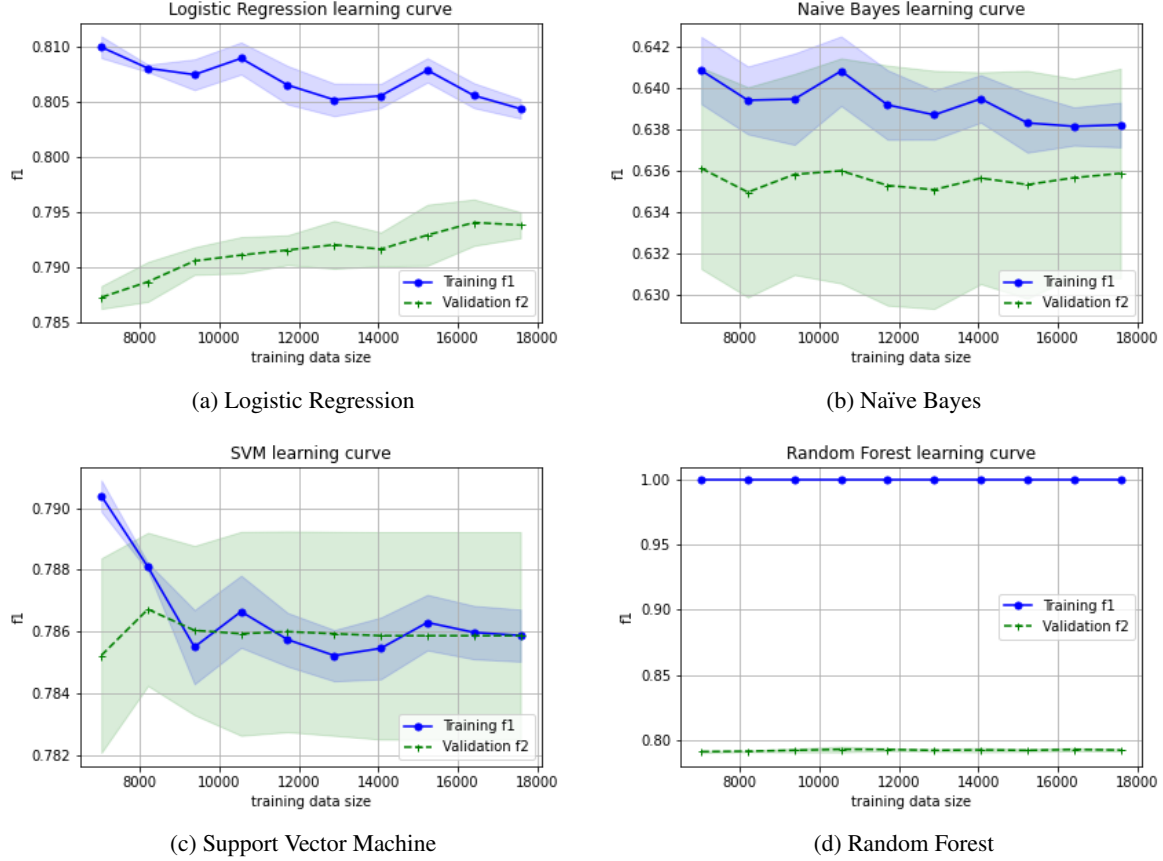 Logistic Regression learning curve
0.810
0.805
0.800
0.795
0.790
0.785
f1
Training f1
Validation f2
8000 10000 12000 14000 16000 18000
training data size
(a) Logistic Regression
Naive Bayes learning curve
0.642
0.640
0.638
0.636
0.634
0.632
0.630
f1
Training f1
Validation f2
8000 10000 12000 14000 16000 18000
training data size
(b) Naïve Bayes
SVM learning curve
0.790
0.788
0.786
0.784
0.782
f1
Training f1
Validation f2
8000 10000 12000 14000 16000 18000
training data size
(c) Support Vector Machine
Random Forest learning curve
1.00
0.95
0.90
0.85
0.80
f1
Training f1
Validation f2
8000 10000 12000 14000 16000 18000
training data size
(d) Random Forest